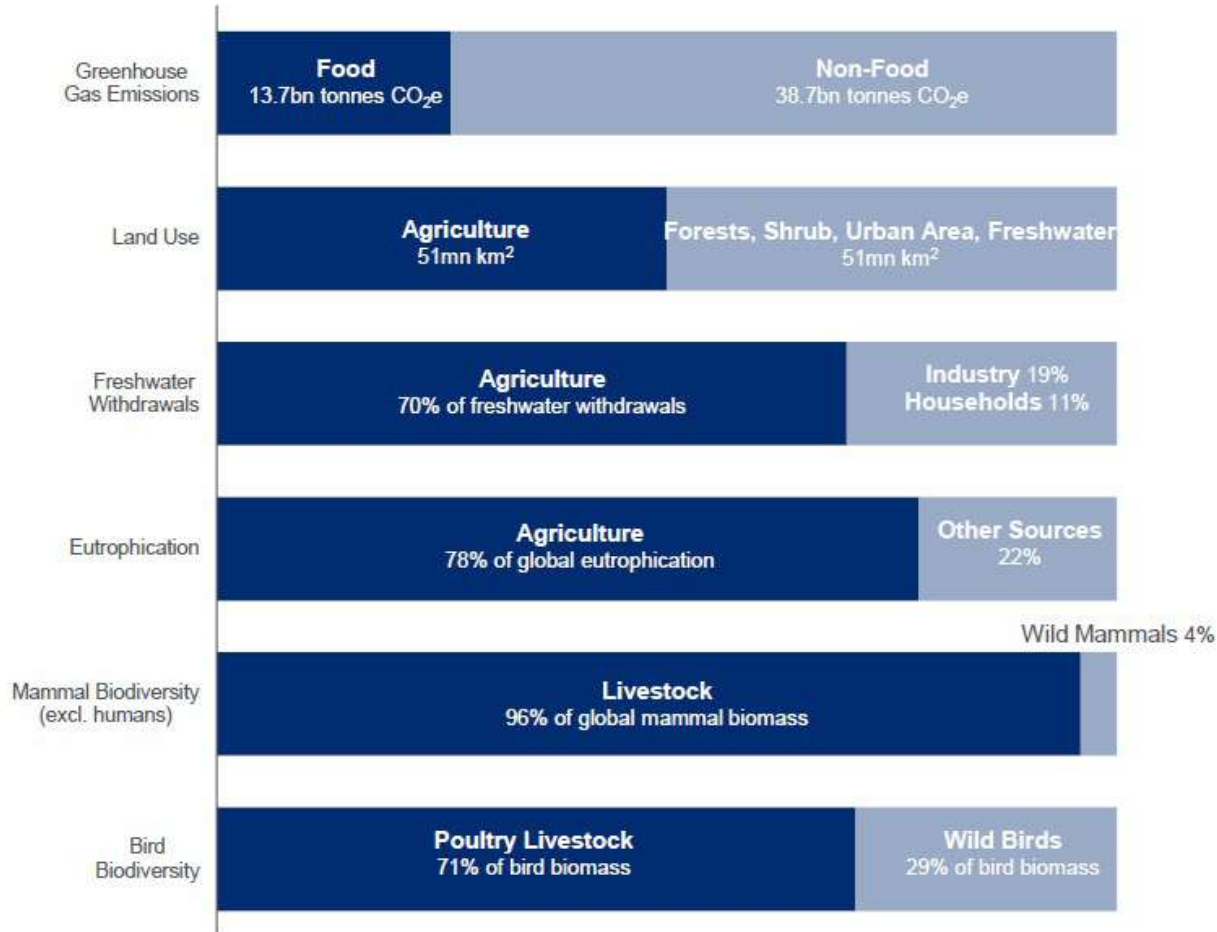 Greenhouse
Gas Emissions
Food
13.7bn tonnes CO₂e
Non-Food
38.7bn tonnes CO₂e
Land Use
Agriculture
51mn km²
Forests, Shrub, Urban Area, Freshwater
51mn km²
Freshwater
Withdrawals
Agriculture
70% of freshwater withdrawals
Industry 19%
Households 11%
Eutrophication
Agriculture
78% of global eutrophication
Other Sources
22%
Wild Mammals 4%
Mammal Biodiversity
(excl. humans)
Livestock
96% of global mammal biomass
Bird
Biodiversity
Poultry Livestock
71% of bird biomass
Wild Birds
29% of bird biomass